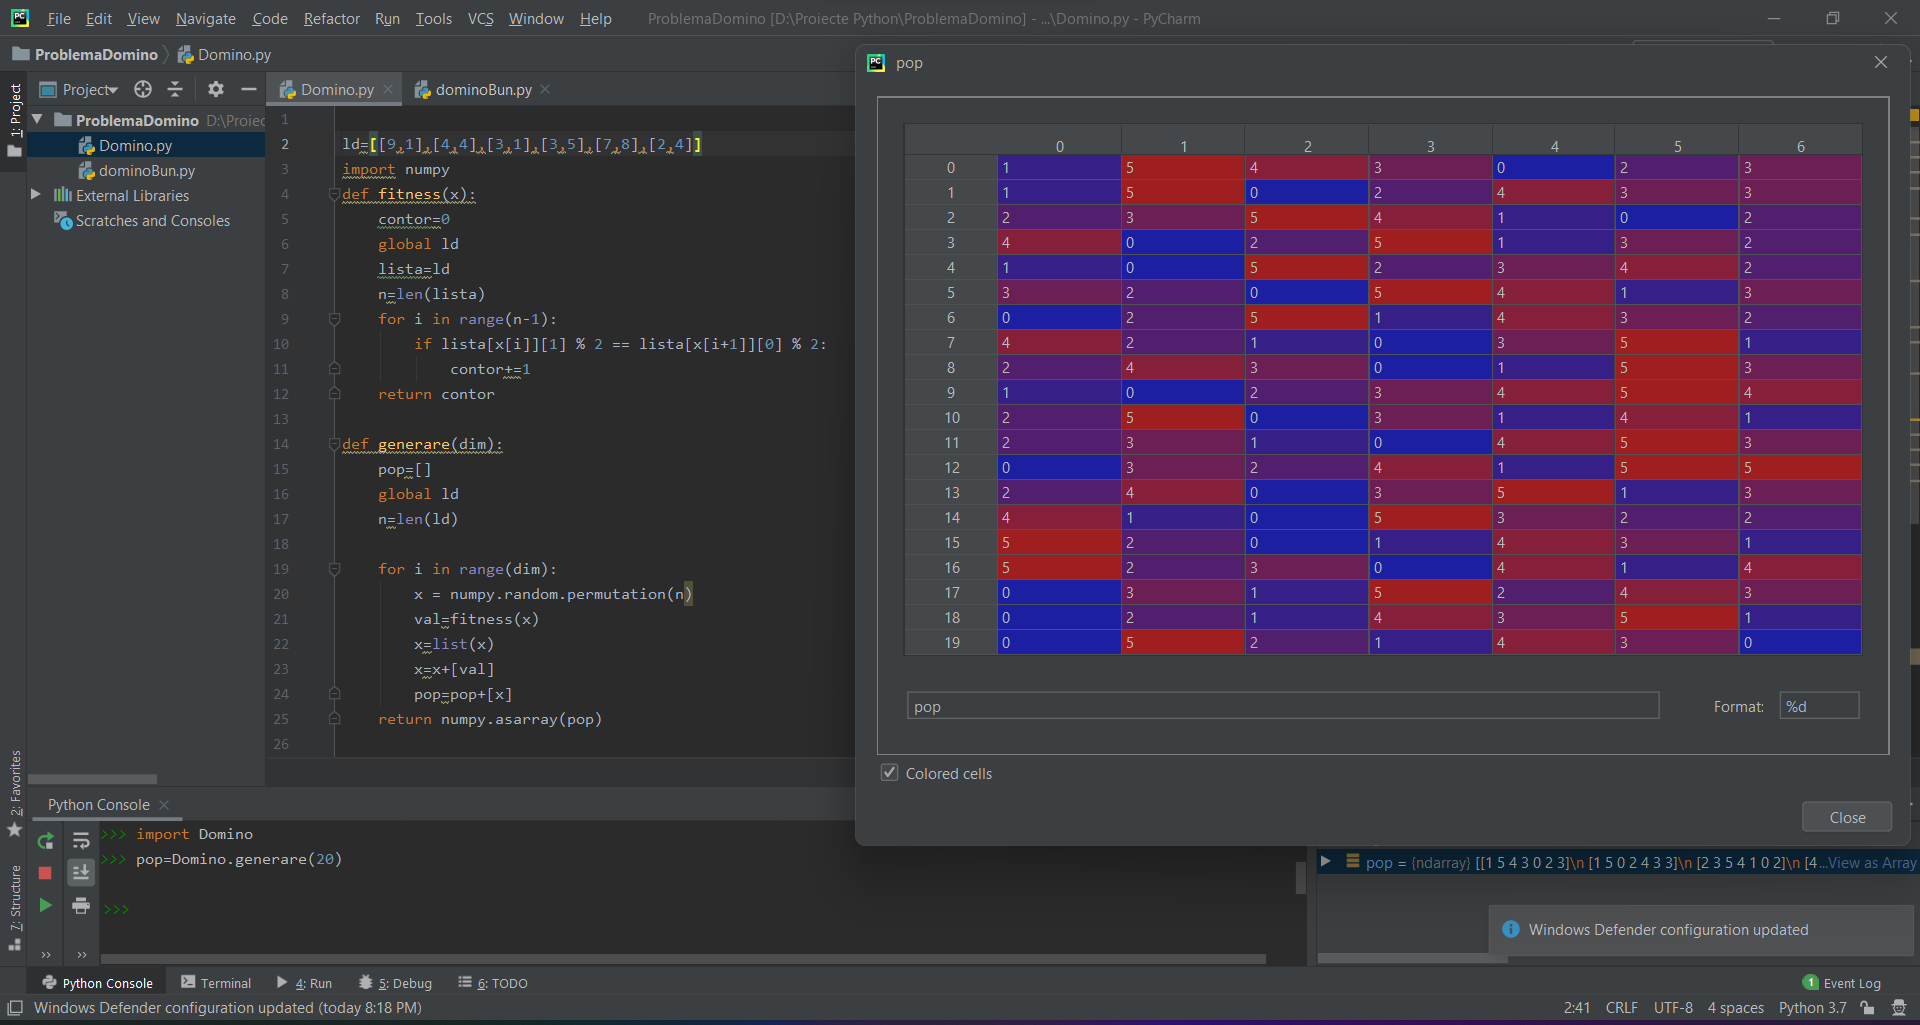 File Edit View Navigate Code Refactor Run Tools VCS Window Help ProblemaDomino [D:\Proiecte Python\ProblemaDomino] - ...\Domino.py - PyCharm
ProblemaDomino Domino.py
Project Domino.py dominoBun.py
1: Project
ProblemaDomino D:\Proiec
Domino.py
dominoBun.py
External Libraries
Scratches and Consoles
2: Favorites
7: Structure
1
2 ld=[[9,1],[4,4],[3,1],[3,5],[7,8],[2,4]]
3 import numpy
4 def fitness(x):
5 contor=0
6 global ld
7 lista=ld
8 n=len(lista)
9 for i in range(n-1):
10 if lista[x[i]][1] % 2 == lista[x[i+1]][0] % 2:
11 contor+=1
12 return contor
13
14 def generare(dim):
15 pop=[]
16 global ld
17 n=len(ld)
18
19 for i in range(dim):
20 x = numpy.random.permutation(n)
21 val=fitness(x)
22 x=list(x)
23 x=x+[val]
24 pop=pop+[x]
25 return numpy.asarray(pop)
26
pop
0 1 2 3 4 5 6
0 1 5 4 3 0 2 3
1 1 5 0 2 4 3 3
2 2 3 5 4 1 0 2
3 4 0 2 5 1 3 2
4 1 0 5 2 3 4 2
5 3 2 0 5 4 1 3
6 0 2 5 1 4 3 2
7 4 2 1 0 3 5 1
8 2 4 3 0 1 5 3
9 1 0 2 3 4 5 4
10 2 5 0 3 1 4 1
11 2 3 1 0 4 5 3
12 0 3 2 4 1 5 5
13 2 4 0 3 5 1 3
14 4 1 0 5 3 2 2
15 5 2 0 1 4 3 1
16 5 2 3 0 4 1 4
17 0 3 1 5 2 4 3
18 0 2 1 4 3 5 1
19 0 5 2 1 4 3 0
pop Format: %d
Colored cells
Close
Python Console
>>> import Domino
>>> pop=Domino.generare(20)
>>>
pop = {ndarray} [[1 5 4 3 0 2 3]\n [1 5 0 2 4 3 3]\n [2 3 5 4 1 0 2]\n [4 ...View as Array
Windows Defender configuration updated
Python Console Terminal 4: Run 5: Debug 6: TODO 1 Event Log
Windows Defender configuration updated (today 8:18 PM) 2:41 CRLF UTF-8 4 spaces Python 3.7